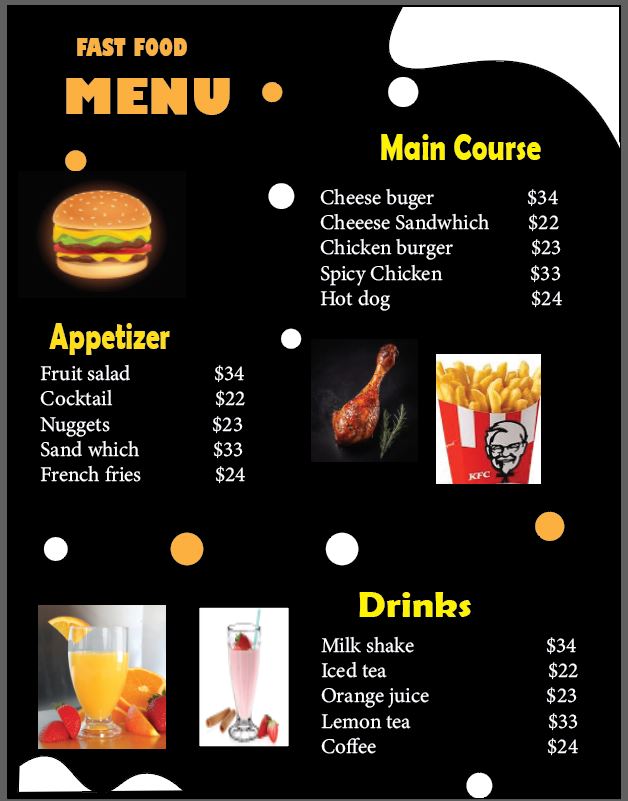 FAST FOOD
MENU
Main Course
Cheese buger $34
Cheeese Sandwhich $22
Chicken burger $23
Spicy Chicken $33
Hot dog $24
Appetizer
Fruit salad $34
Cocktail $22
Nuggets $23
Sand which $33
French fries $24
KFC
Drinks
Milk shake $34
Iced tea $22
Orange juice $23
Lemon tea $33
Coffee $24